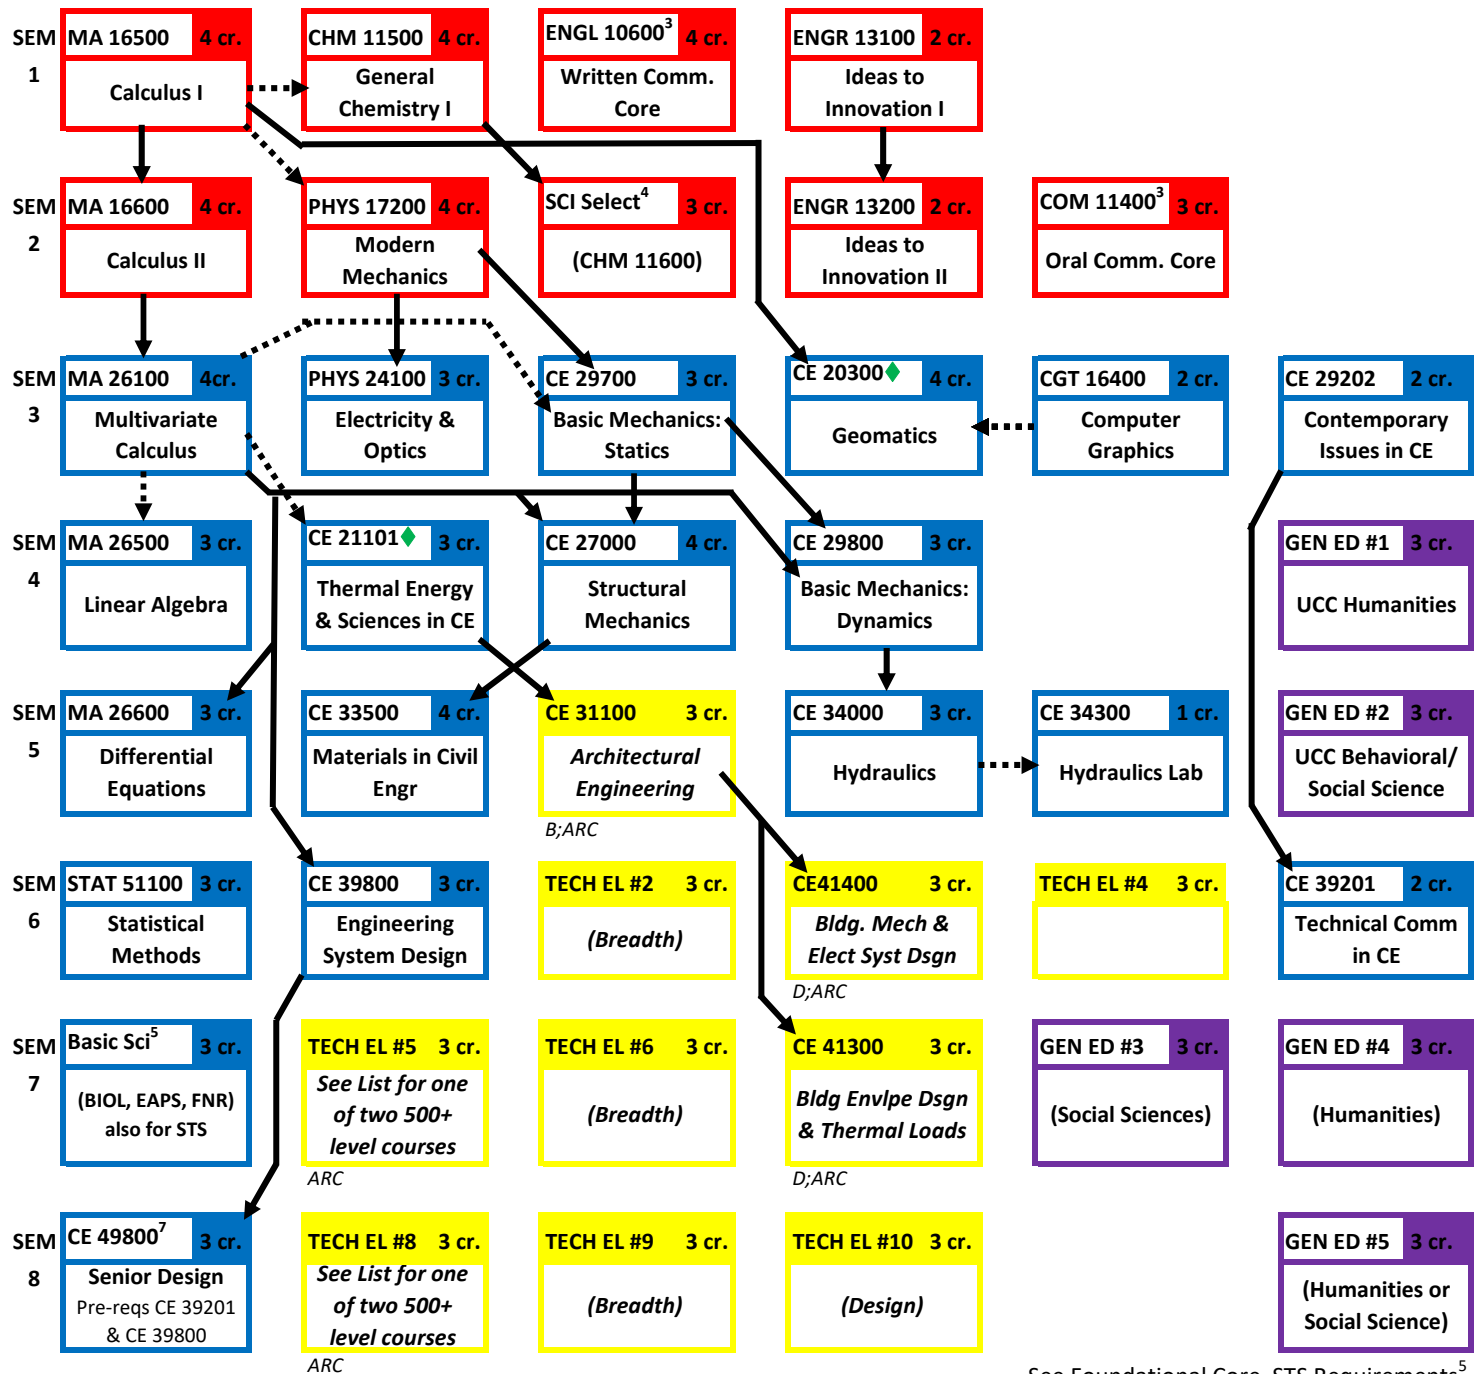 SEM 1
MA 16500 4 cr.
Calculus I
CHM 11500 4 cr.
General
Chemistry I
ENGL 10600³ 4 cr.
Written Comm.
Core
ENGR 13100 2 cr.
Ideas to
Innovation I
SEM 2
MA 16600 4 cr.
Calculus II
PHYS 17200 4 cr.
Modern
Mechanics
SCI Select⁴ 3 cr.
(CHM 11600)
ENGR 13200 2 cr.
Ideas to
Innovation II
COM 11400³ 3 cr.
Oral Comm. Core
SEM 3
MA 26100 4cr.
Multivariate
Calculus
PHYS 24100 3 cr.
Electricity &
Optics
CE 29700 3 cr.
Basic Mechanics:
Statics
CE 20300♦ 4 cr.
Geomatics
CGT 16400 2 cr.
Computer
Graphics
CE 29202 2 cr.
Contemporary
Issues in CE
SEM 4
MA 26500 3 cr.
Linear Algebra
CE 21101♦ 3 cr.
Thermal Energy
& Sciences in CE
CE 27000 4 cr.
Structural
Mechanics
CE 29800 3 cr.
Basic Mechanics:
Dynamics
GEN ED #1 3 cr.
UCC Humanities
SEM 5
MA 26600 3 cr.
Differential
Equations
CE 33500 4 cr.
Materials in Civil
Engr
CE 31100 3 cr.
Architectural
Engineering
B;ARC
CE 34000 3 cr.
Hydraulics
CE 34300 1 cr.
Hydraulics Lab
GEN ED #2 3 cr.
UCC Behavioral/
Social Science
SEM 6
STAT 51100 3 cr.
Statistical
Methods
CE 39800 3 cr.
Engineering
System Design
TECH EL #2 3 cr.
(Breadth)
CE41400 3 cr.
Bldg. Mech &
Elect Syst Dsgn
D;ARC
TECH EL #4 3 cr.
CE 39201 2 cr.
Technical Comm
in CE
SEM 7
Basic Sci⁵ 3 cr.
(BIOL, EAPS, FNR)
also for STS
TECH EL #5 3 cr.
See List for one
of two 500+
level courses
ARC
TECH EL #6 3 cr.
(Breadth)
CE 41300 3 cr.
Bldg Envlpe Dsgn
& Thermal Loads
D;ARC
GEN ED #3 3 cr.
(Social Sciences)
GEN ED #4 3 cr.
(Humanities)
SEM 8
CE 49800⁷ 3 cr.
Senior Design
Pre-reqs CE 39201
& CE 39800
TECH EL #8 3 cr.
See List for one
of two 500+
level courses
ARC
TECH EL #9 3 cr.
(Breadth)
TECH EL #10 3 cr.
(Design)
GEN ED #5 3 cr.
(Humanities or
Social Science)
See Foundational Core, STS Requirements⁵